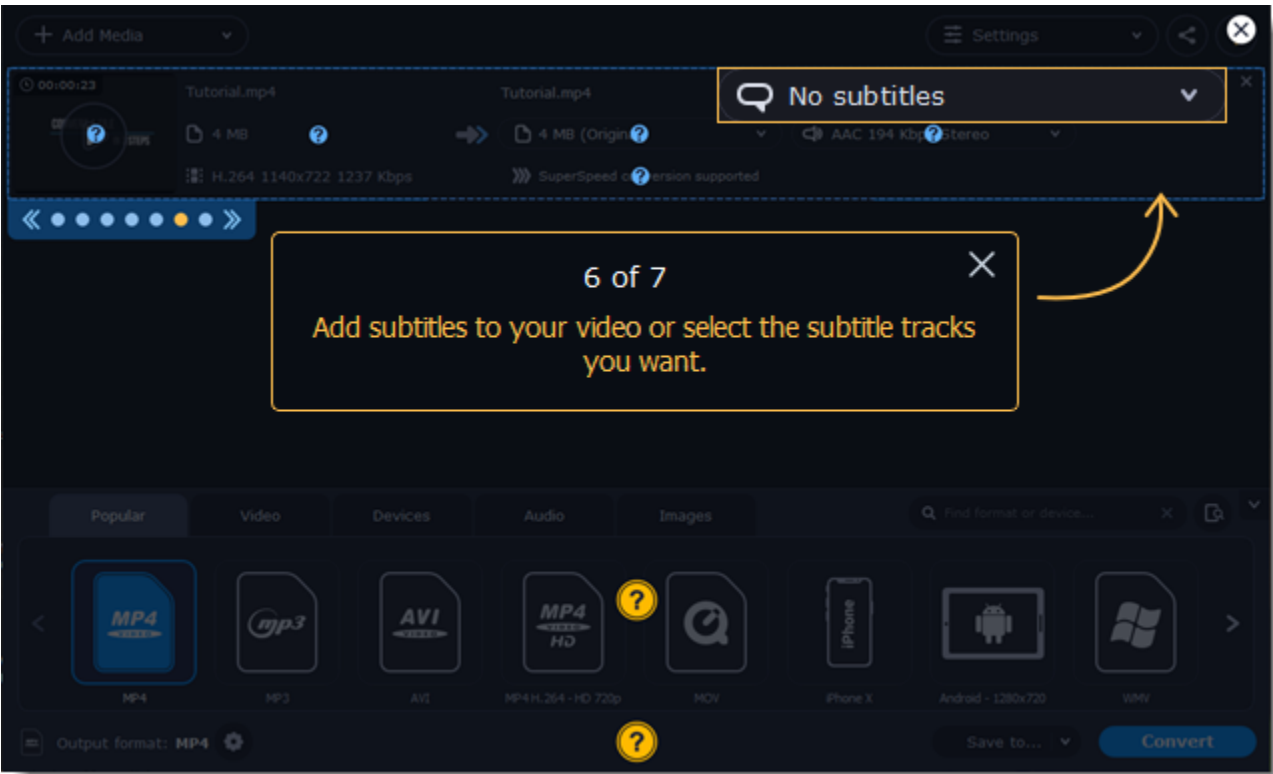 Add Media
Settings
00:00:23
Tutorial.mp4
Tutorial.mp4
No subtitles
4 MB
4 MB (Origin
AAC 194 Kbp Stereo
H.264 1140x722 1237 Kbps
SuperSpeed co ersion supported
6 of 7
Add subtitles to your video or select the subtitle tracks
you want.
Popular
Video
Devices
Audio
Images
Find format or device...
MP4
VIDEO
mp3
AVI
VIDEO
MP4
VIDEO
HD
iPhone
MP4
MP3
AVI
MP4 H.264 - HD 720p
MOV
iPhone X
Android - 1280x720
WMV
Output format: MP4
Save to...
Convert